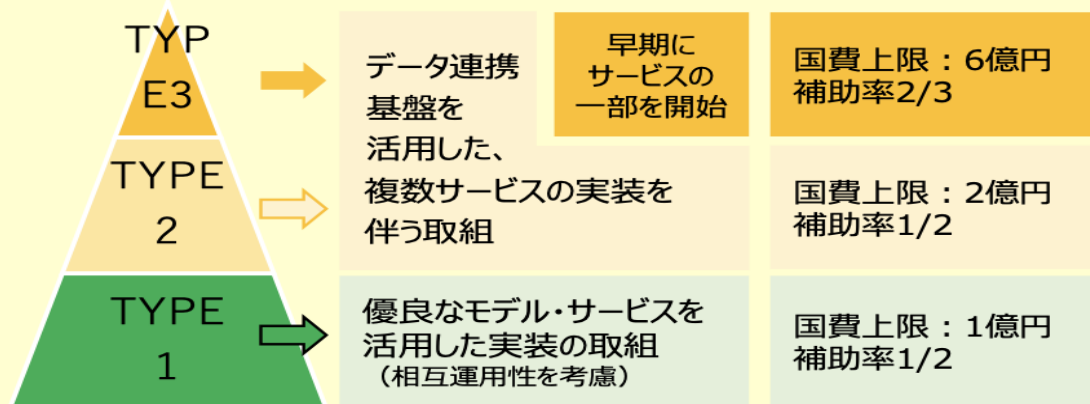 TYP
E3
データ連携
基盤を
活用した、
複数サービスの実装を
伴う取組
早期に
サービスの
一部を開始
国費上限：6億円
補助率2/3
TYPE
2
国費上限：2億円
補助率1/2
TYPE
1
優良なモデル・サービスを
活用した実装の取組
（相互運用性を考慮）
国費上限：1億円
補助率1/2